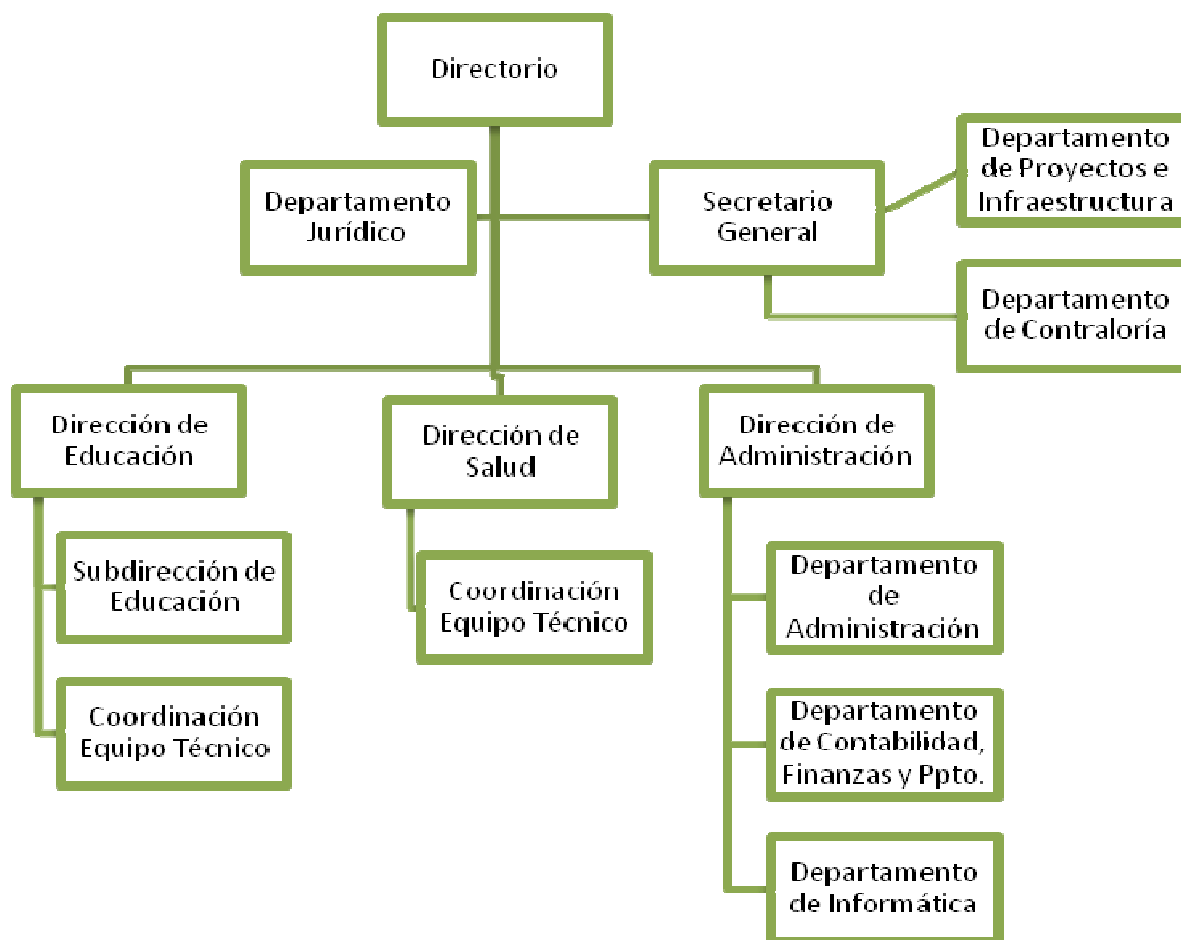 Directorio
Departamento
Jurídico
Secretario
General
Departamento
de Proyectos e
Infraestructura
Departamento
de Contraloría
Dirección de
Educación
Subdirección de
Educación
Coordinación
Equipo Técnico
Dirección de
Salud
Coordinación
Equipo Técnico
Dirección de
Administración
Departamento
de
Administración
Departamento
de Contabilidad,
Finanzas y Ppto.
Departamento
de Informática